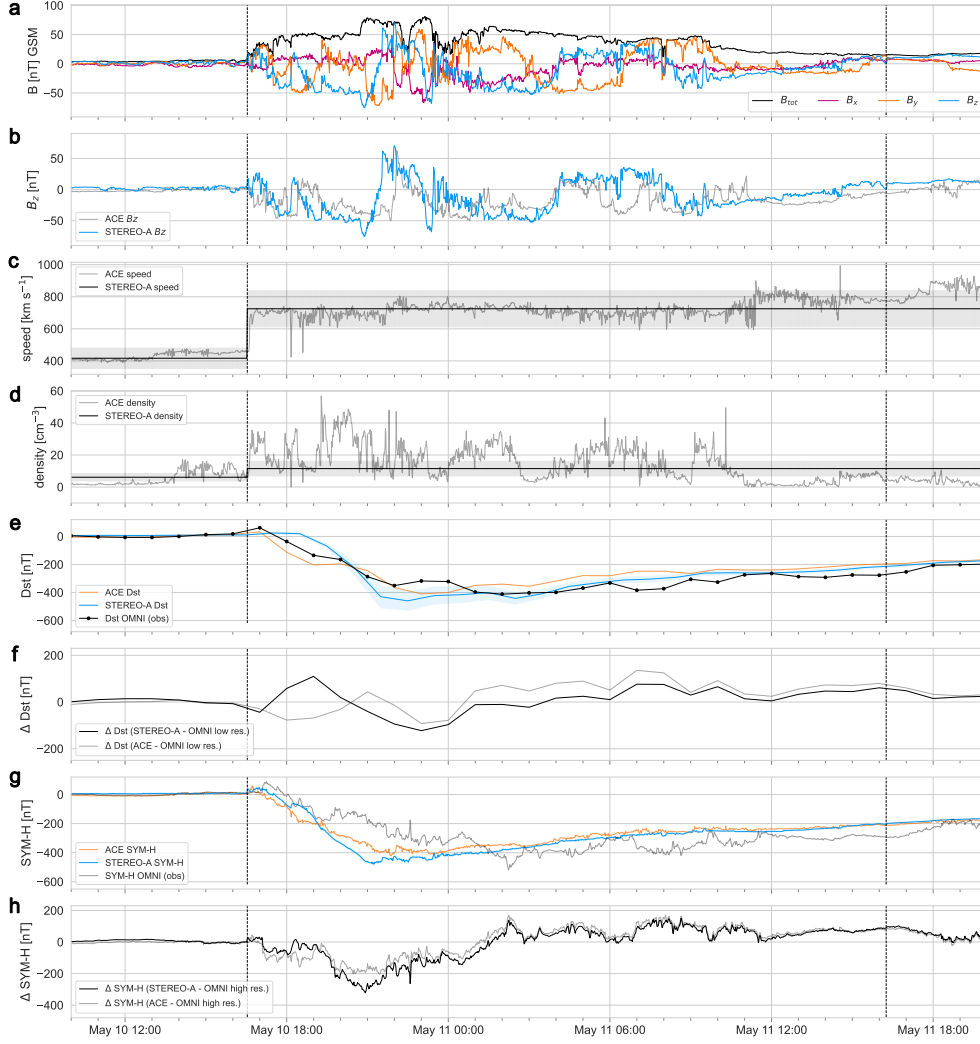 a
B [nT] GSM
100
50
0
−50
B_tot
B_x
B_y
B_z
b
B_z [nT]
50
0
−50
ACE Bz
STEREO-A Bz
c
speed [km s⁻¹]
1000
800
600
400
ACE speed
STEREO-A speed
d
density [cm⁻³]
60
40
20
0
ACE density
STEREO-A density
e
Dst [nT]
0
−200
−400
−600
ACE Dst
STEREO-A Dst
Dst OMNI (obs)
f
Δ Dst [nT]
200
0
−200
Δ Dst (STEREO-A - OMNI low res.)
Δ Dst (ACE - OMNI low res.)
g
SYM-H [nT]
0
−200
−400
−600
ACE SYM-H
STEREO-A SYM-H
SYM-H OMNI (obs)
h
Δ SYM-H [nT]
200
0
−200
−400
Δ SYM-H (STEREO-A - OMNI high res.)
Δ SYM-H (ACE - OMNI high res.)
May 10 12:00
May 10 18:00
May 11 00:00
May 11 06:00
May 11 12:00
May 11 18:00